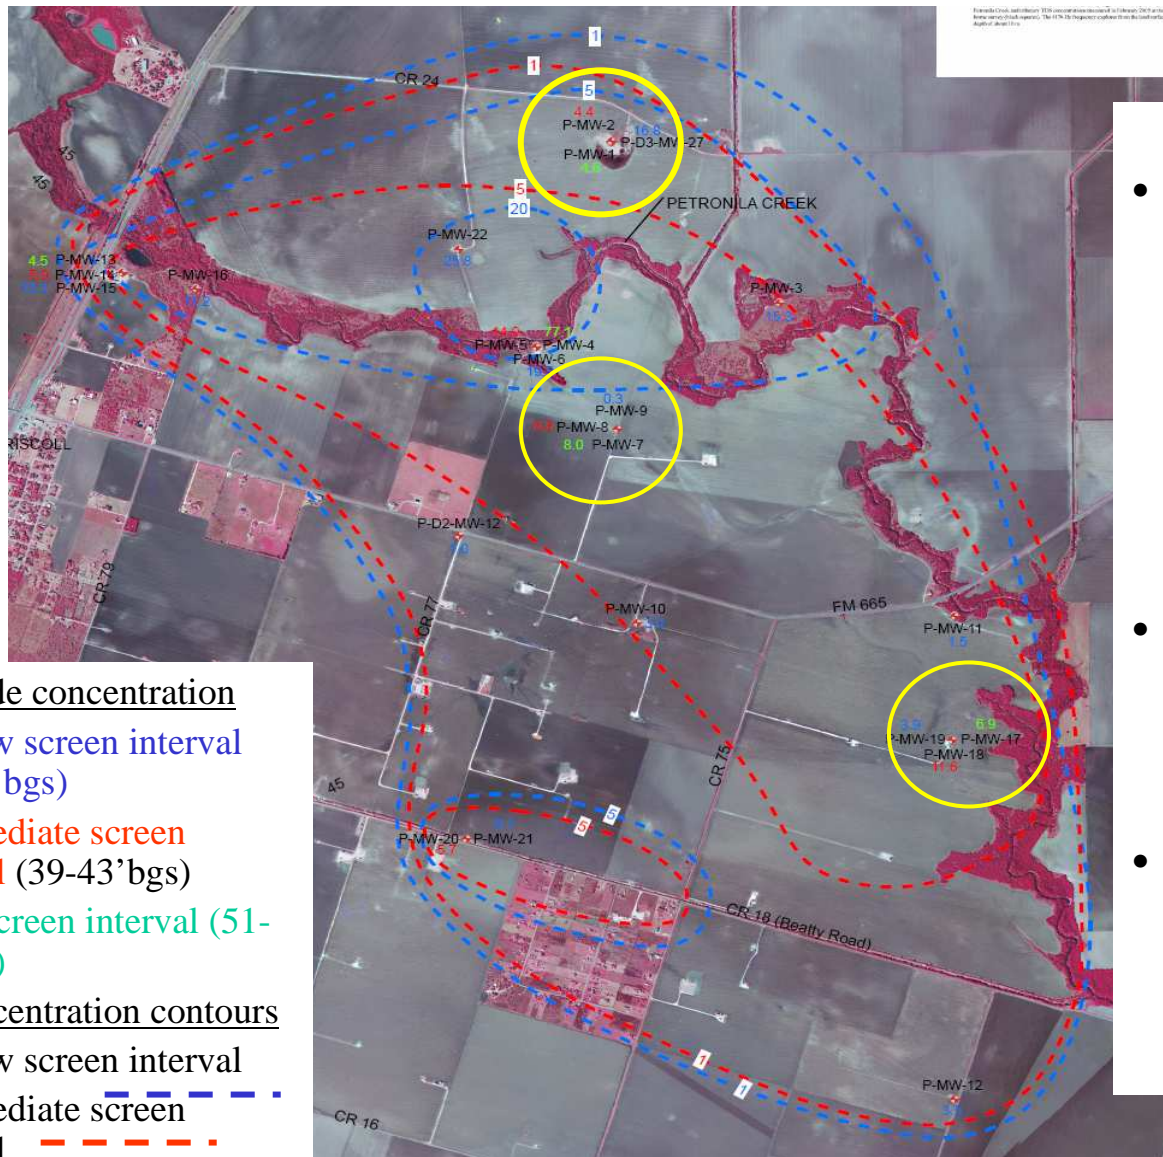 1
1
CR 24
5
4.4
P-MW-2
16.8
P-D3-MW-27
P-MW-1
45
45
5
PETRONILA CREEK
20
P-MW-22
4.5 P-MW-13
P-MW-14
P-MW-15
P-MW-16
P-MW-3
15.3
77.1
P-MW-5 P-MW-4
P-MW-6
0.3
P-MW-9
P-MW-8
8.0 P-MW-7
RISCOLL
P-D2-MW-12
CR 79
CR 77
P-MW-10
FM 665
P-MW-11
1.5
3.9 6.9
P-MW-19 P-MW-17
P-MW-18
11.6
CR 75
45
5
5
P-MW-20 P-MW-21
5.7
CR 18 (Beatty Road)
1
1
P-MW-12
CR 16
de concentration
w screen interval
bgs)
ediate screen
(39-43’bgs)
creen interval (51-
)
centration contours
w screen interval
ediate screen